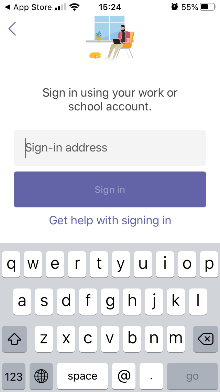 App Store
15:24
55%
Sign in using your work or
school account.
Sign-in address
Sign in
Get help with signing in
q w e r t y u i o p
a s d f g h j k l
z x c v b n m
123 space @ . go